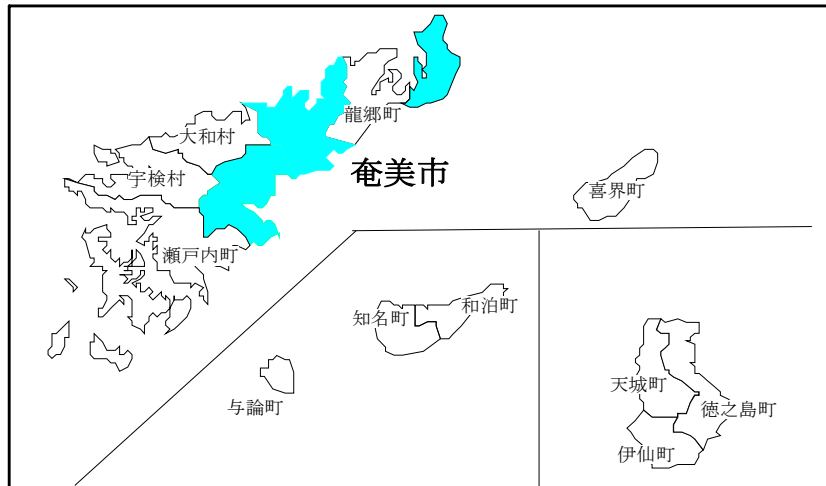 龍郷町
大和村
奄美市
宇検村
喜界町
瀬戸内町
和泊町
知名町
天城町
与論町
徳之島町
伊仙町